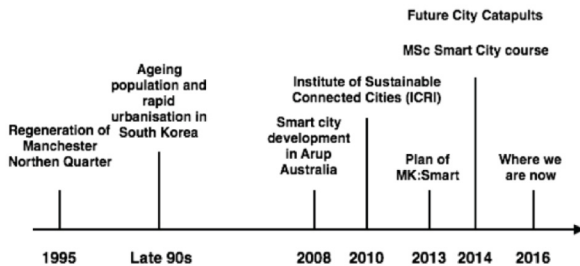 Future City Catapults
MSc Smart City course
Ageing
population and
rapid
urbanisation in
South Korea
Institute of Sustainable
Connected Cities (ICRI)
Regeneration of
Manchester
Northen Quarter
Smart city
development
in Arup
Australia
Plan of
MK:Smart
Where we
are now
1995
Late 90s
2008
2010
2013
2014
2016